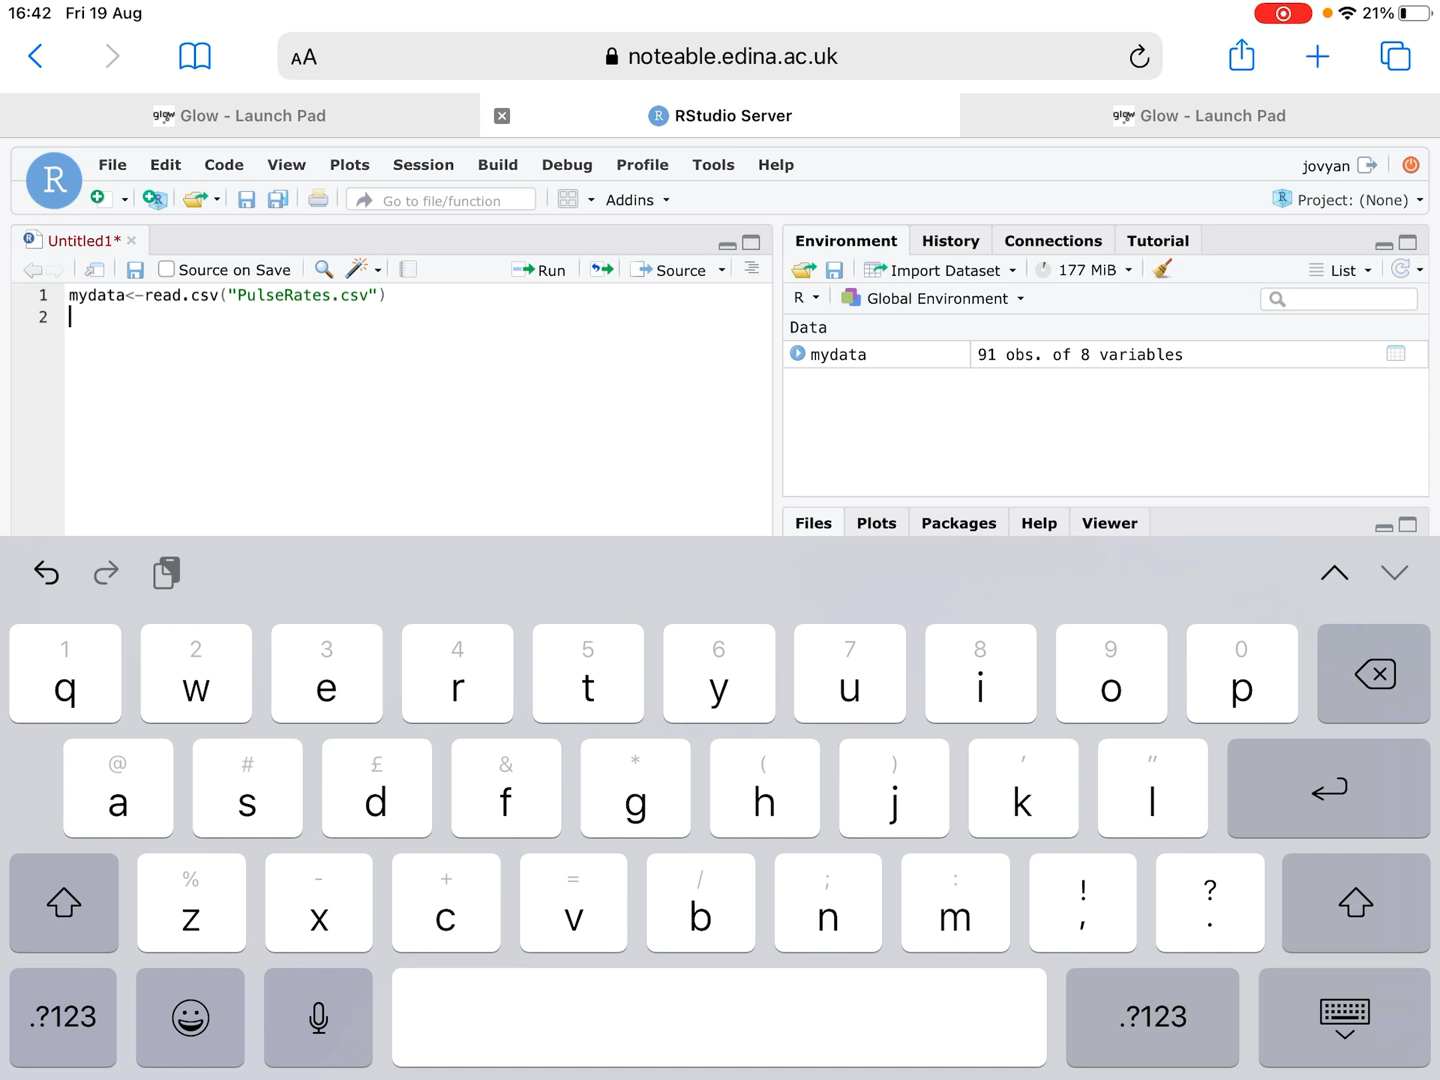 16:42 Fri 19 Aug 21%
AA noteable.edina.ac.uk
glow Glow - Launch Pad R RStudio Server glow Glow - Launch Pad
R File Edit Code View Plots Session Build Debug Profile Tools Help jovyan
R Go to file/function Addins R Project: (None)
R Untitled1* Environment History Connections Tutorial
Source on Save Run Source Import Dataset 177 MiB List
1 mydata<-read.csv("PulseRates.csv") R Global Environment
2 Data
mydata 91 obs. of 8 variables
Files Plots Packages Help Viewer
1 2 3 4 5 6 7 8 9 0
q w e r t y u i o p
@ # £ & * ( ) ' "
a s d f g h j k l
% - + = / ; : ! ?
z x c v b n m , .
.?123 .?123